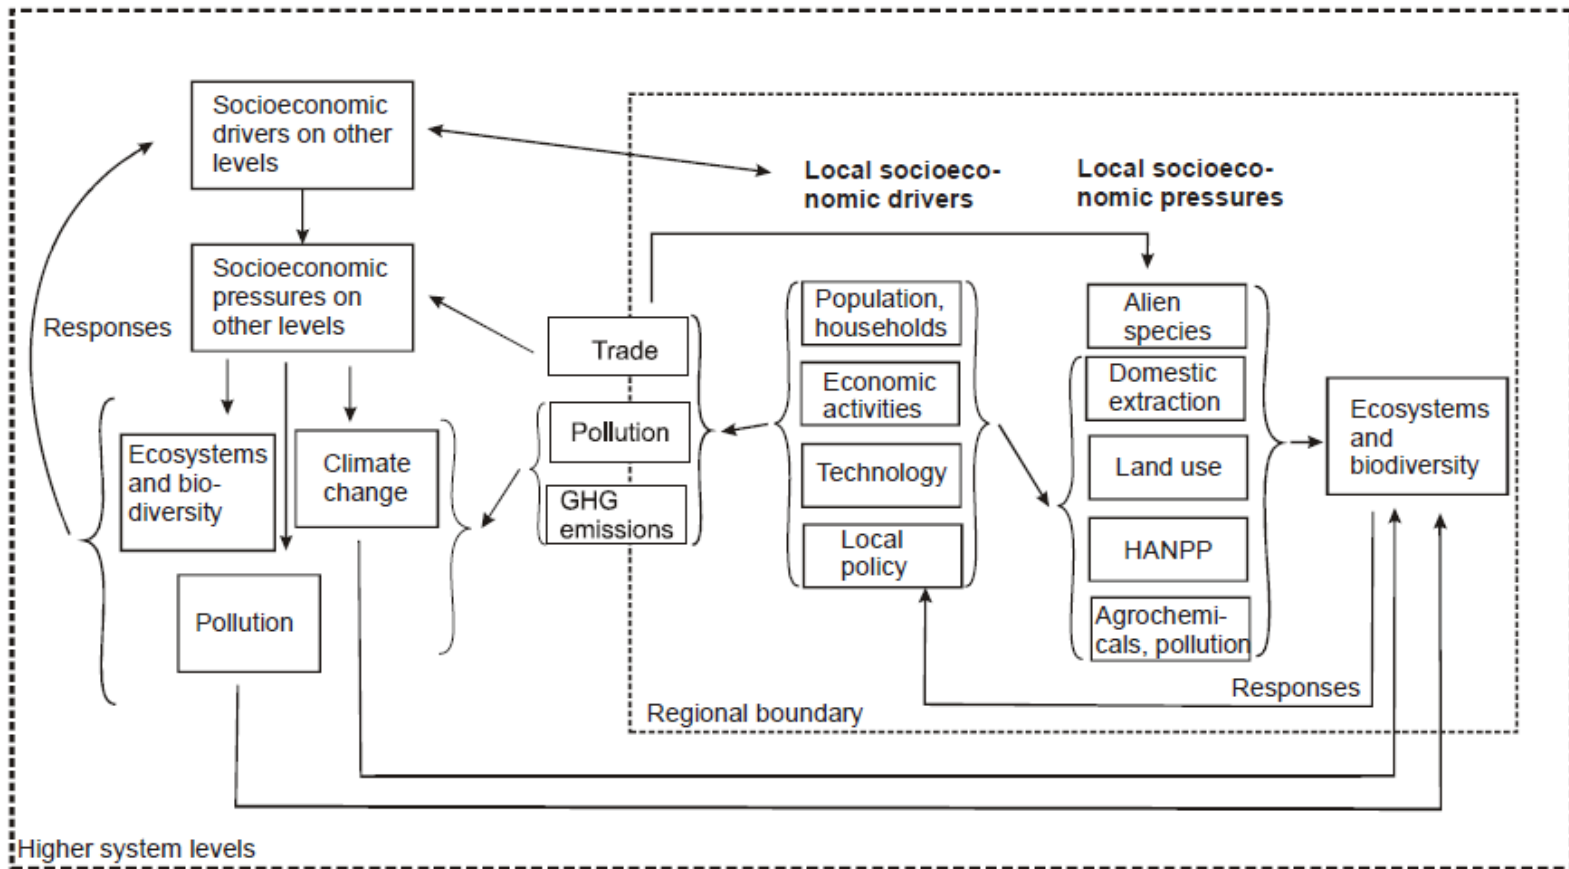 Socioeconomic
drivers on other
levels
Local socioeco-
nomic drivers
Local socioeco-
nomic pressures
Socioeconomic
pressures on
other levels
Responses
Trade
Pollution
GHG
emissions
Population,
households
Economic
activities
Technology
Local
policy
Alien
species
Domestic
extraction
Land use
HANPP
Agrochemi-
cals, pollution
Ecosystems
and
biodiversity
Ecosystems
and bio-
diversity
Climate
change
Pollution
Responses
Regional boundary
Higher system levels